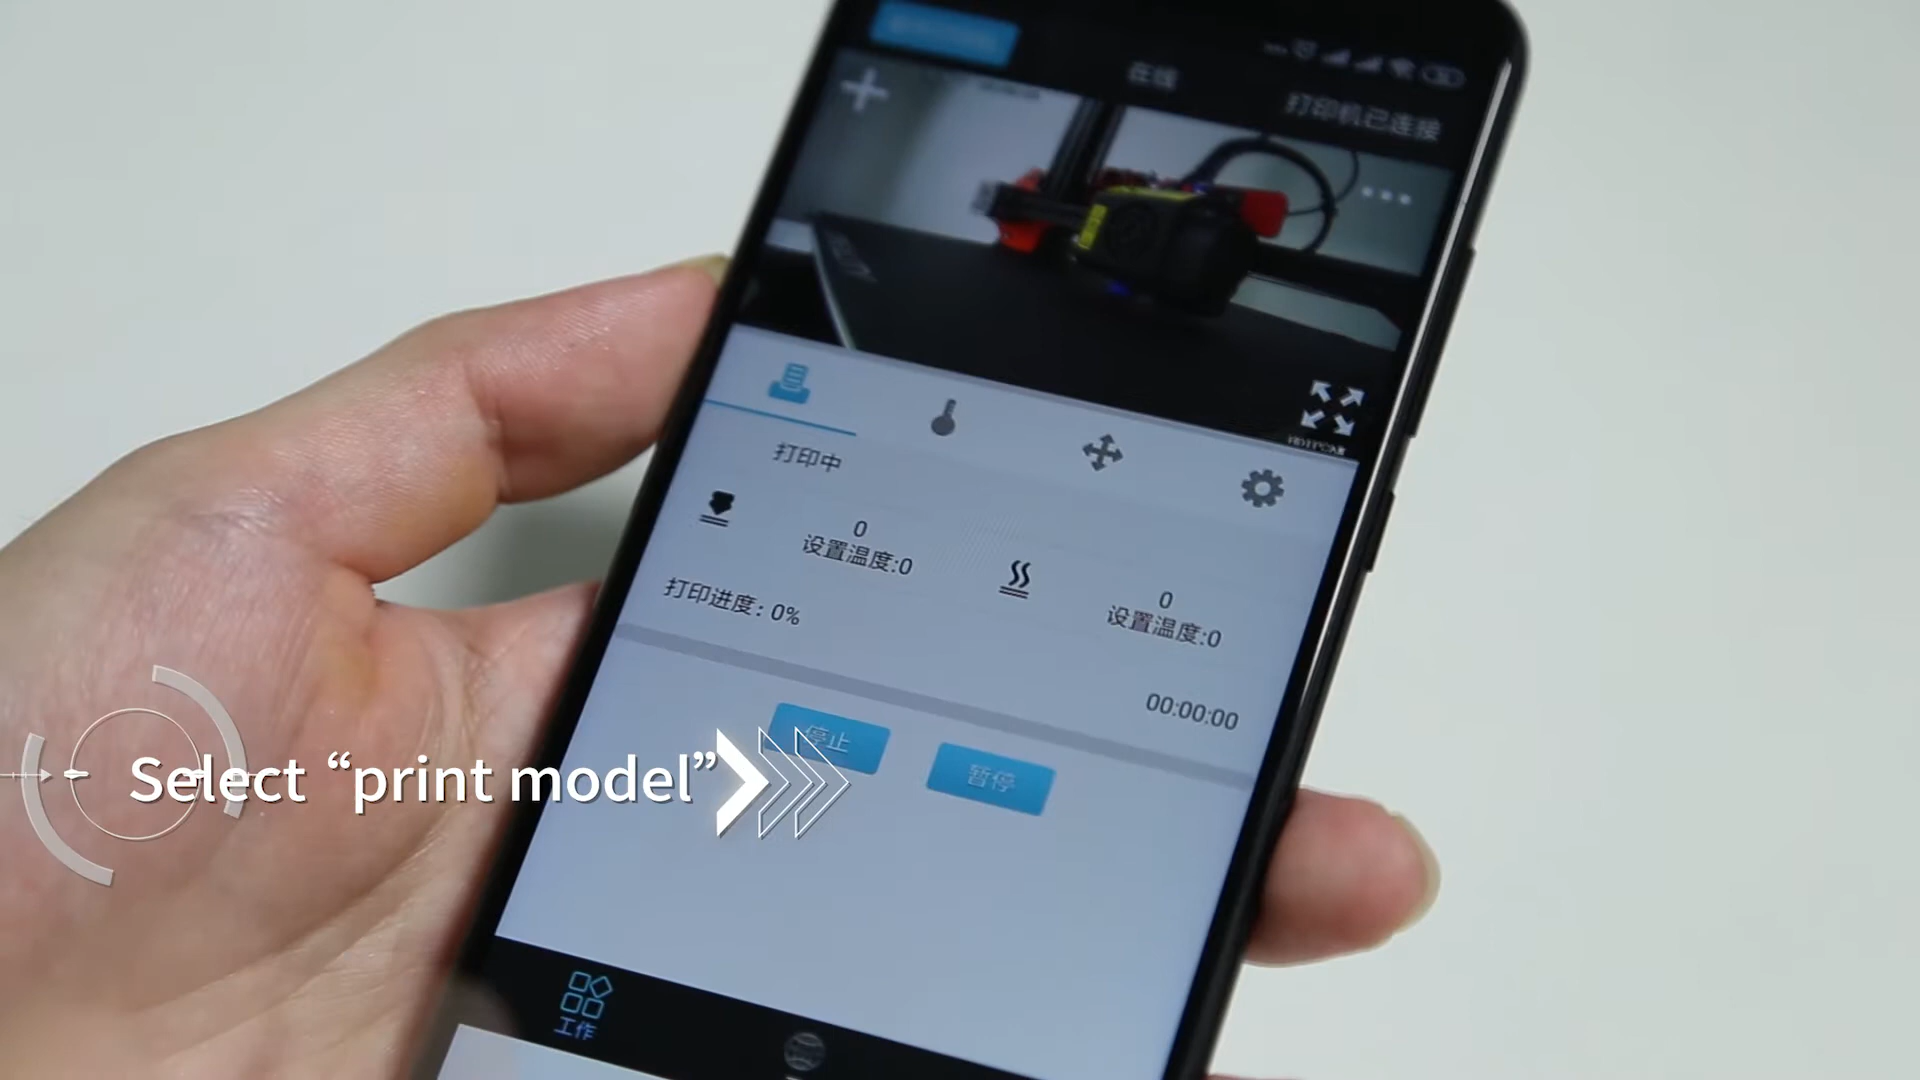 在线
打印机已连接
打印中
0
设置温度:0
0
设置温度:0
打印进度: 0%
00:00:00
停止
暂停
Select “print model”
工作